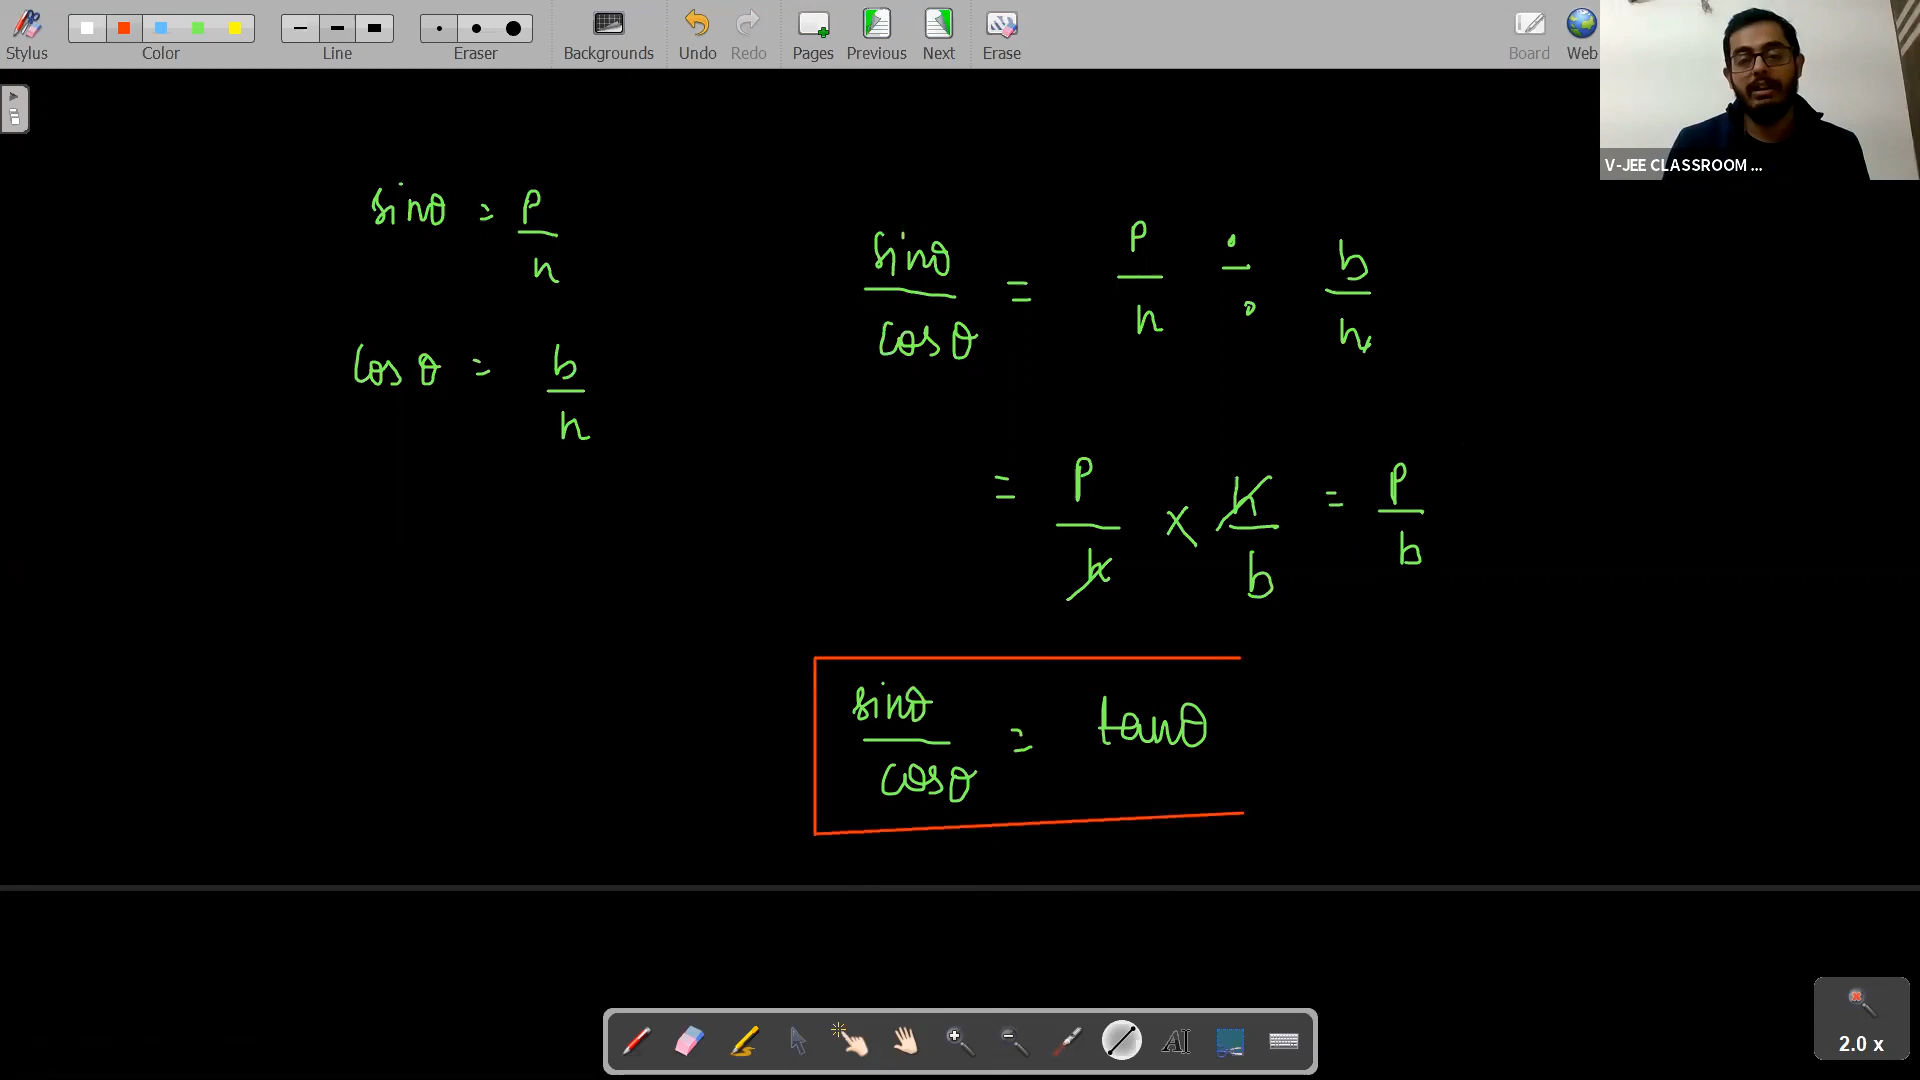 Stylus Color Line Eraser Backgrounds Undo Redo Pages Previous Next Erase Board Web
V-JEE CLASSROOM ...
sinθ = P/h
cosθ = b/h
sinθ/cosθ = P/h ÷ b/h
= P/h × h/b = P/b
sinθ/cosθ = tanθ
2.0 x